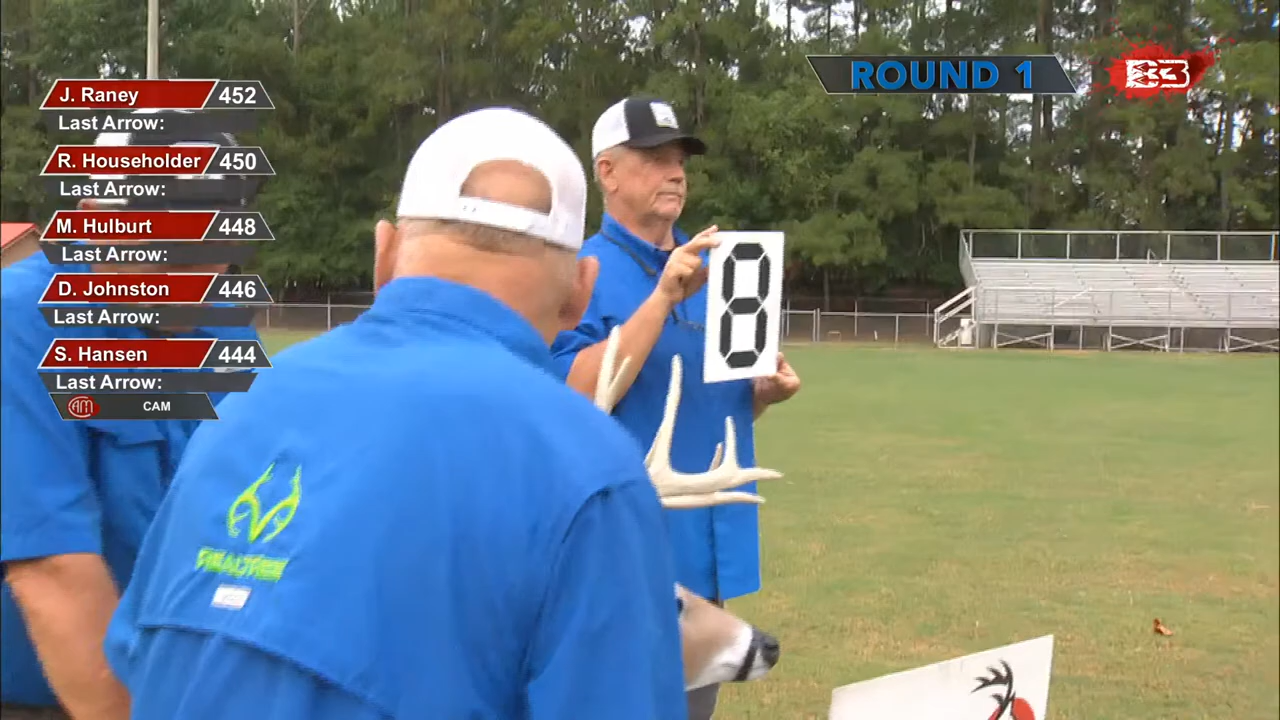 J. Raney 452
Last Arrow:
R. Householder 450
Last Arrow:
M. Hulburt 448
Last Arrow:
D. Johnston 446
Last Arrow:
S. Hansen 444
Last Arrow:
CAM
ROUND 1
B3
8
REALTREE